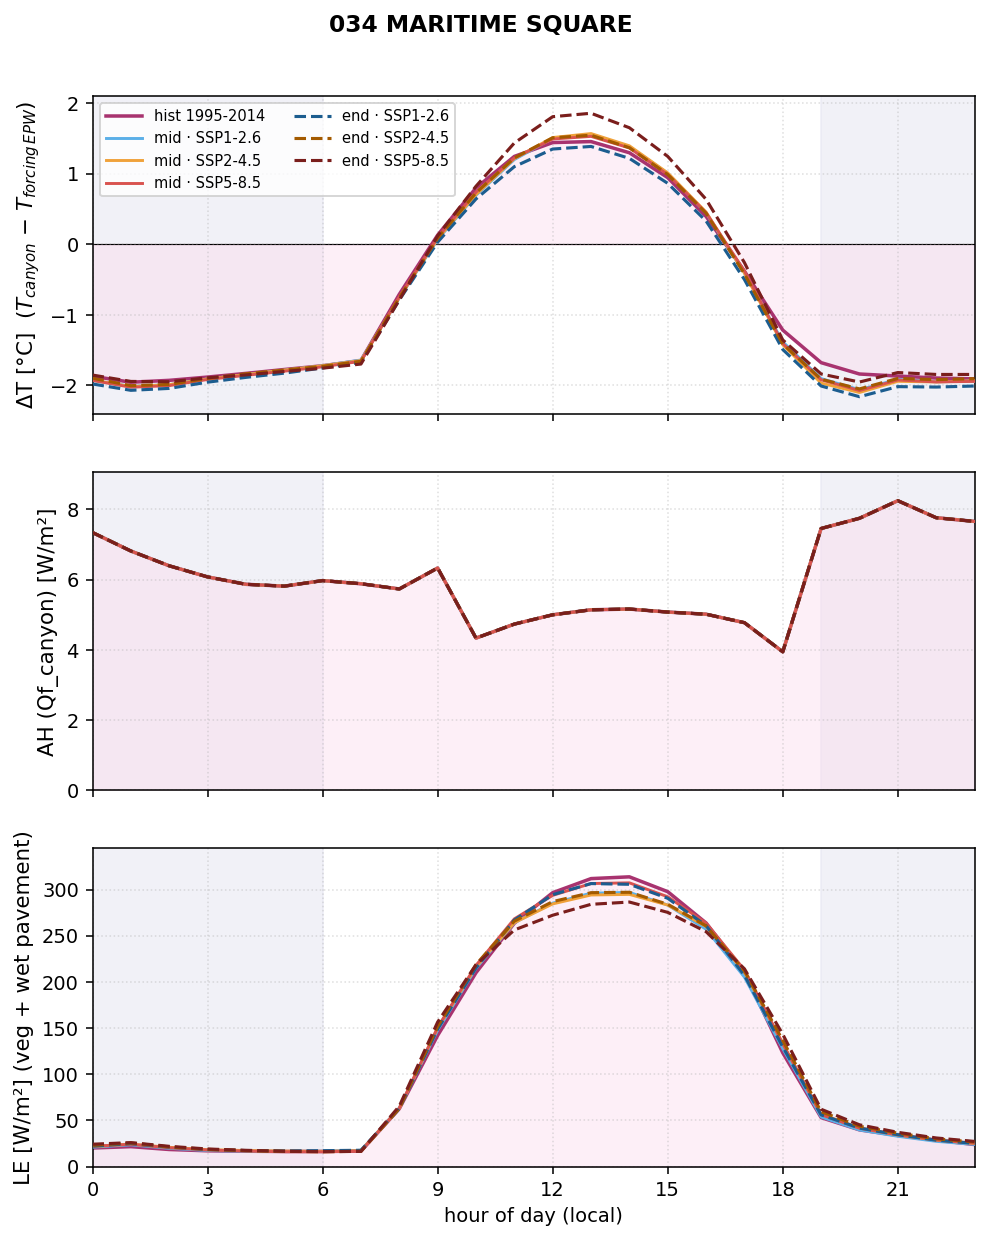 034 MARITIME SQUARE
ΔT [°C]  (T_canyon − T_forcing EPW)
2
1
0
−1
−2
hist 1995-2014
mid · SSP1-2.6
mid · SSP2-4.5
mid · SSP5-8.5
end · SSP1-2.6
end · SSP2-4.5
end · SSP5-8.5
AH (Qf_canyon) [W/m²]
8
6
4
2
0
LE [W/m²] (veg + wet pavement)
300
250
200
150
100
50
0
0 3 6 9 12 15 18 21
hour of day (local)